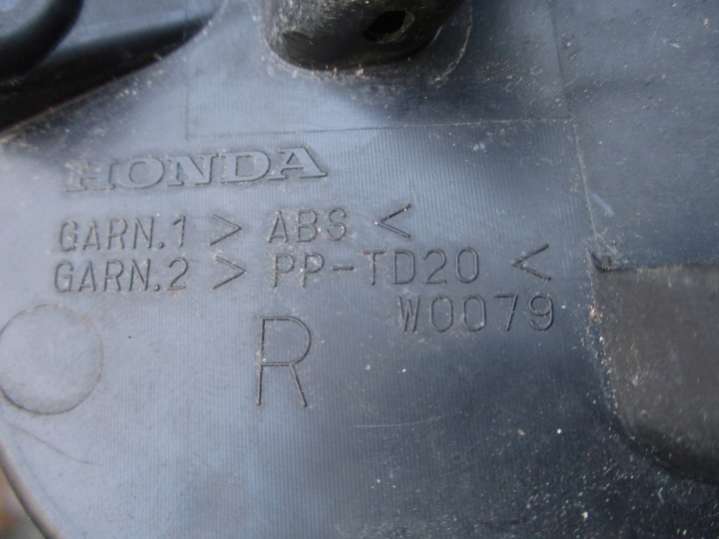 HONDA
GARN.1 > ABS <
GARN.2 > PP-TD20 <
W0079
R